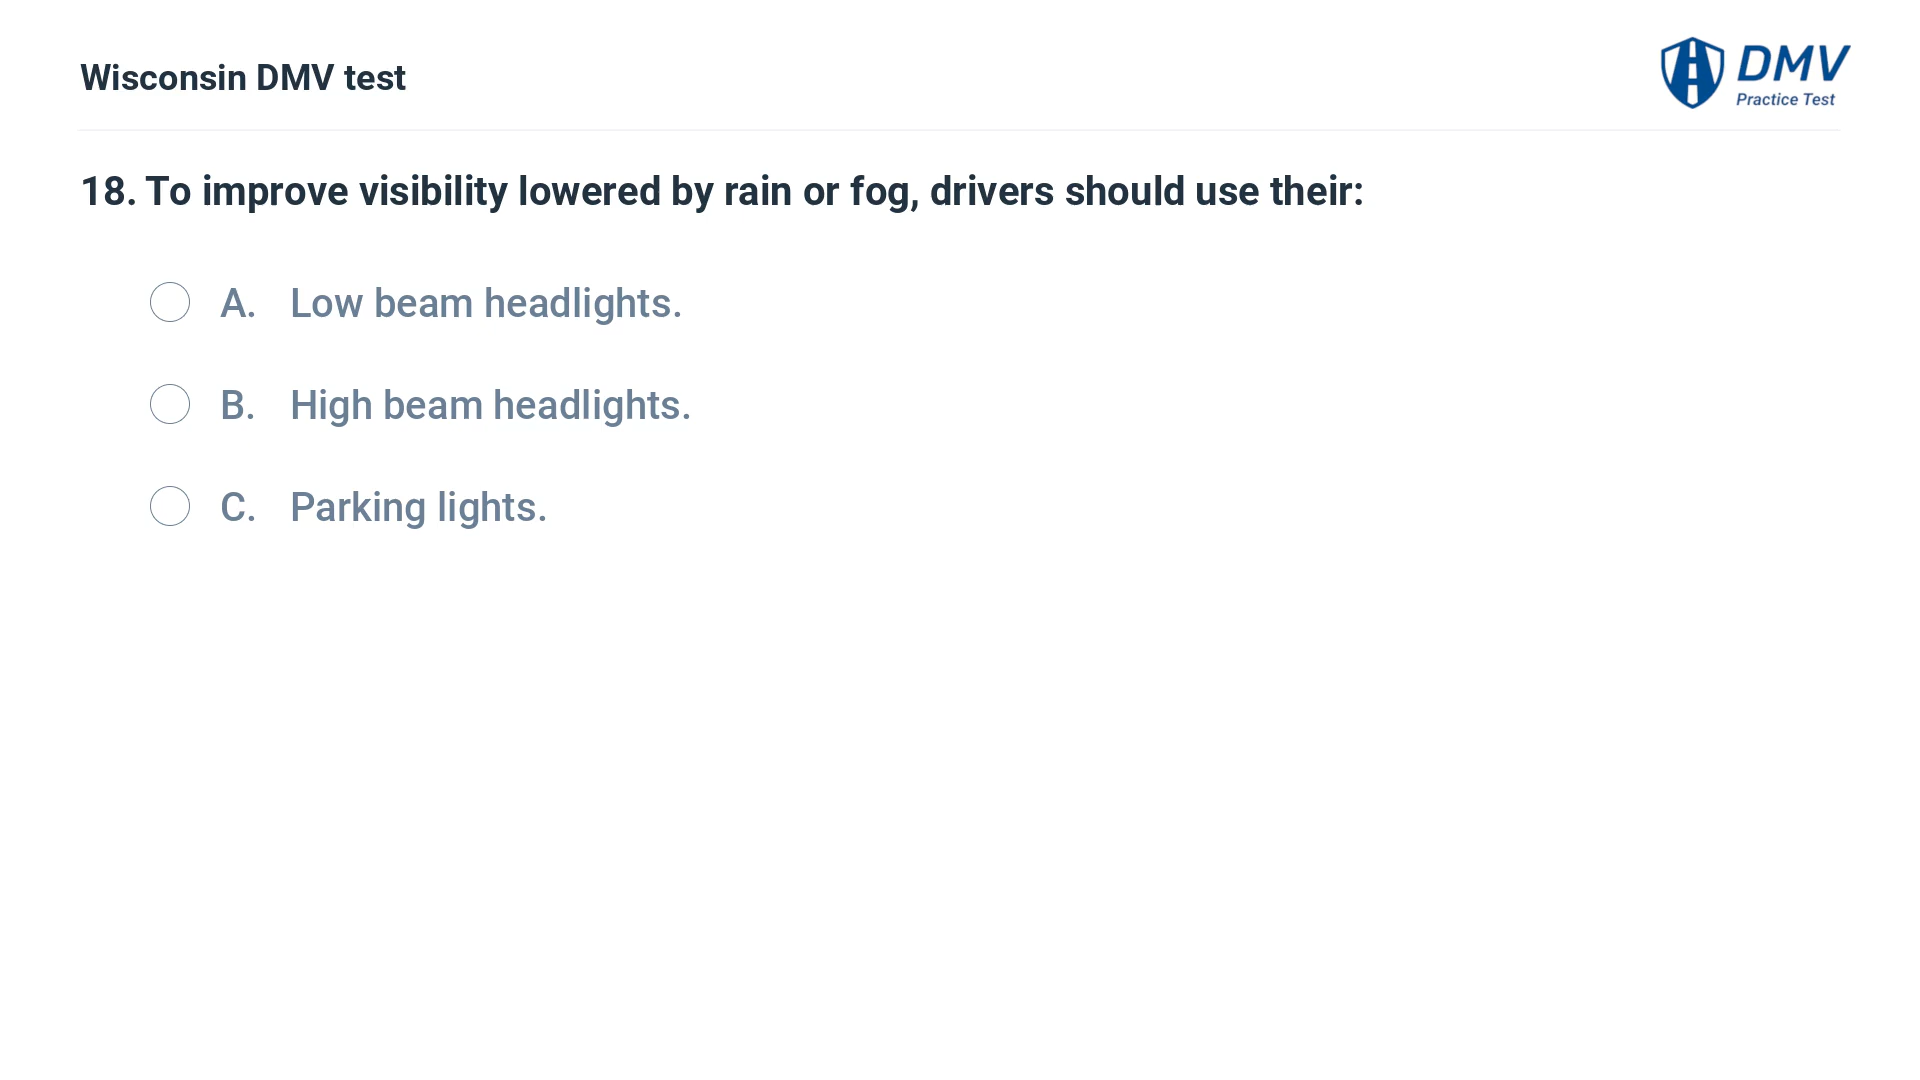 Wisconsin DMV test
DMV
Practice Test
18. To improve visibility lowered by rain or fog, drivers should use their:
A. Low beam headlights.
B. High beam headlights.
C. Parking lights.